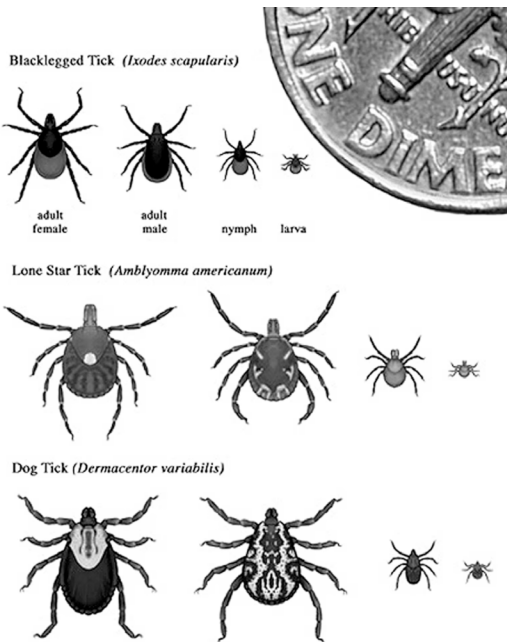 Blacklegged Tick (Ixodes scapularis)
ONE DIME
adult female
adult male
nymph
larva
Lone Star Tick (Amblyomma americanum)
Dog Tick (Dermacentor variabilis)